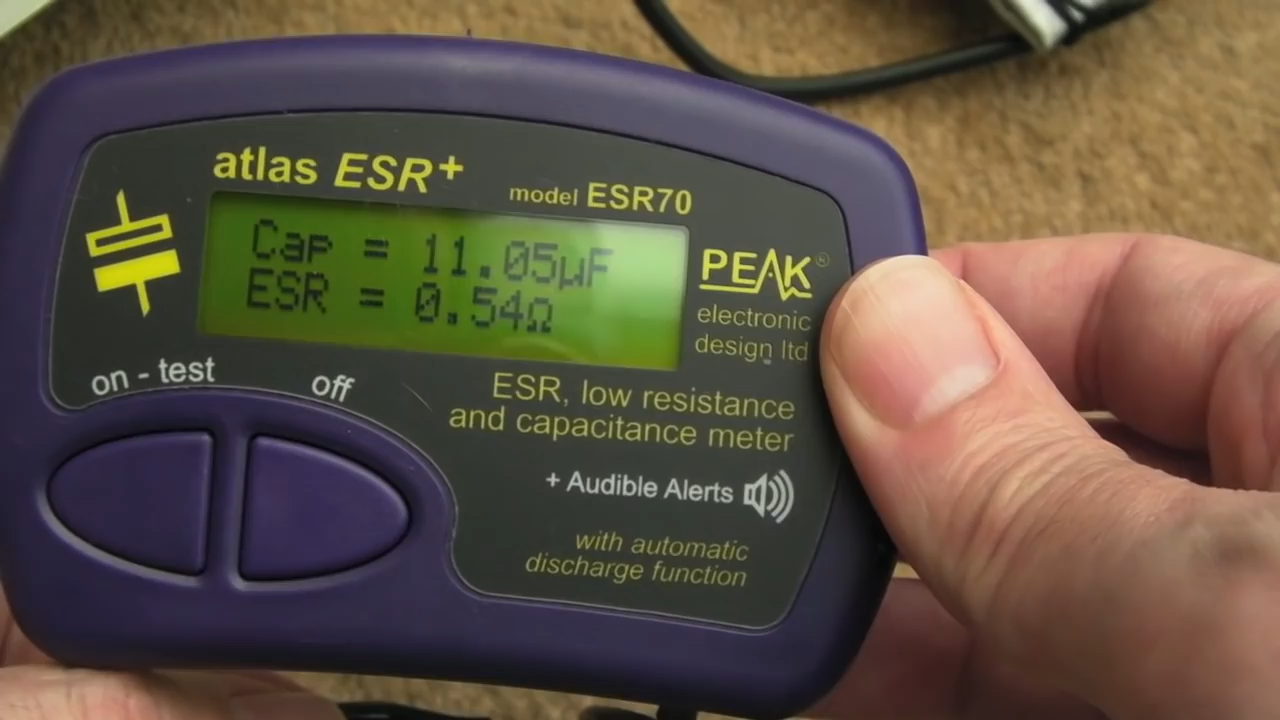 atlas ESR+
model ESR70
Cap = 11.05µF
ESR = 0.54Ω
PEAK®
electronic
design ltd
on - test
off
ESR, low resistance
and capacitance meter
+ Audible Alerts
with automatic
discharge function